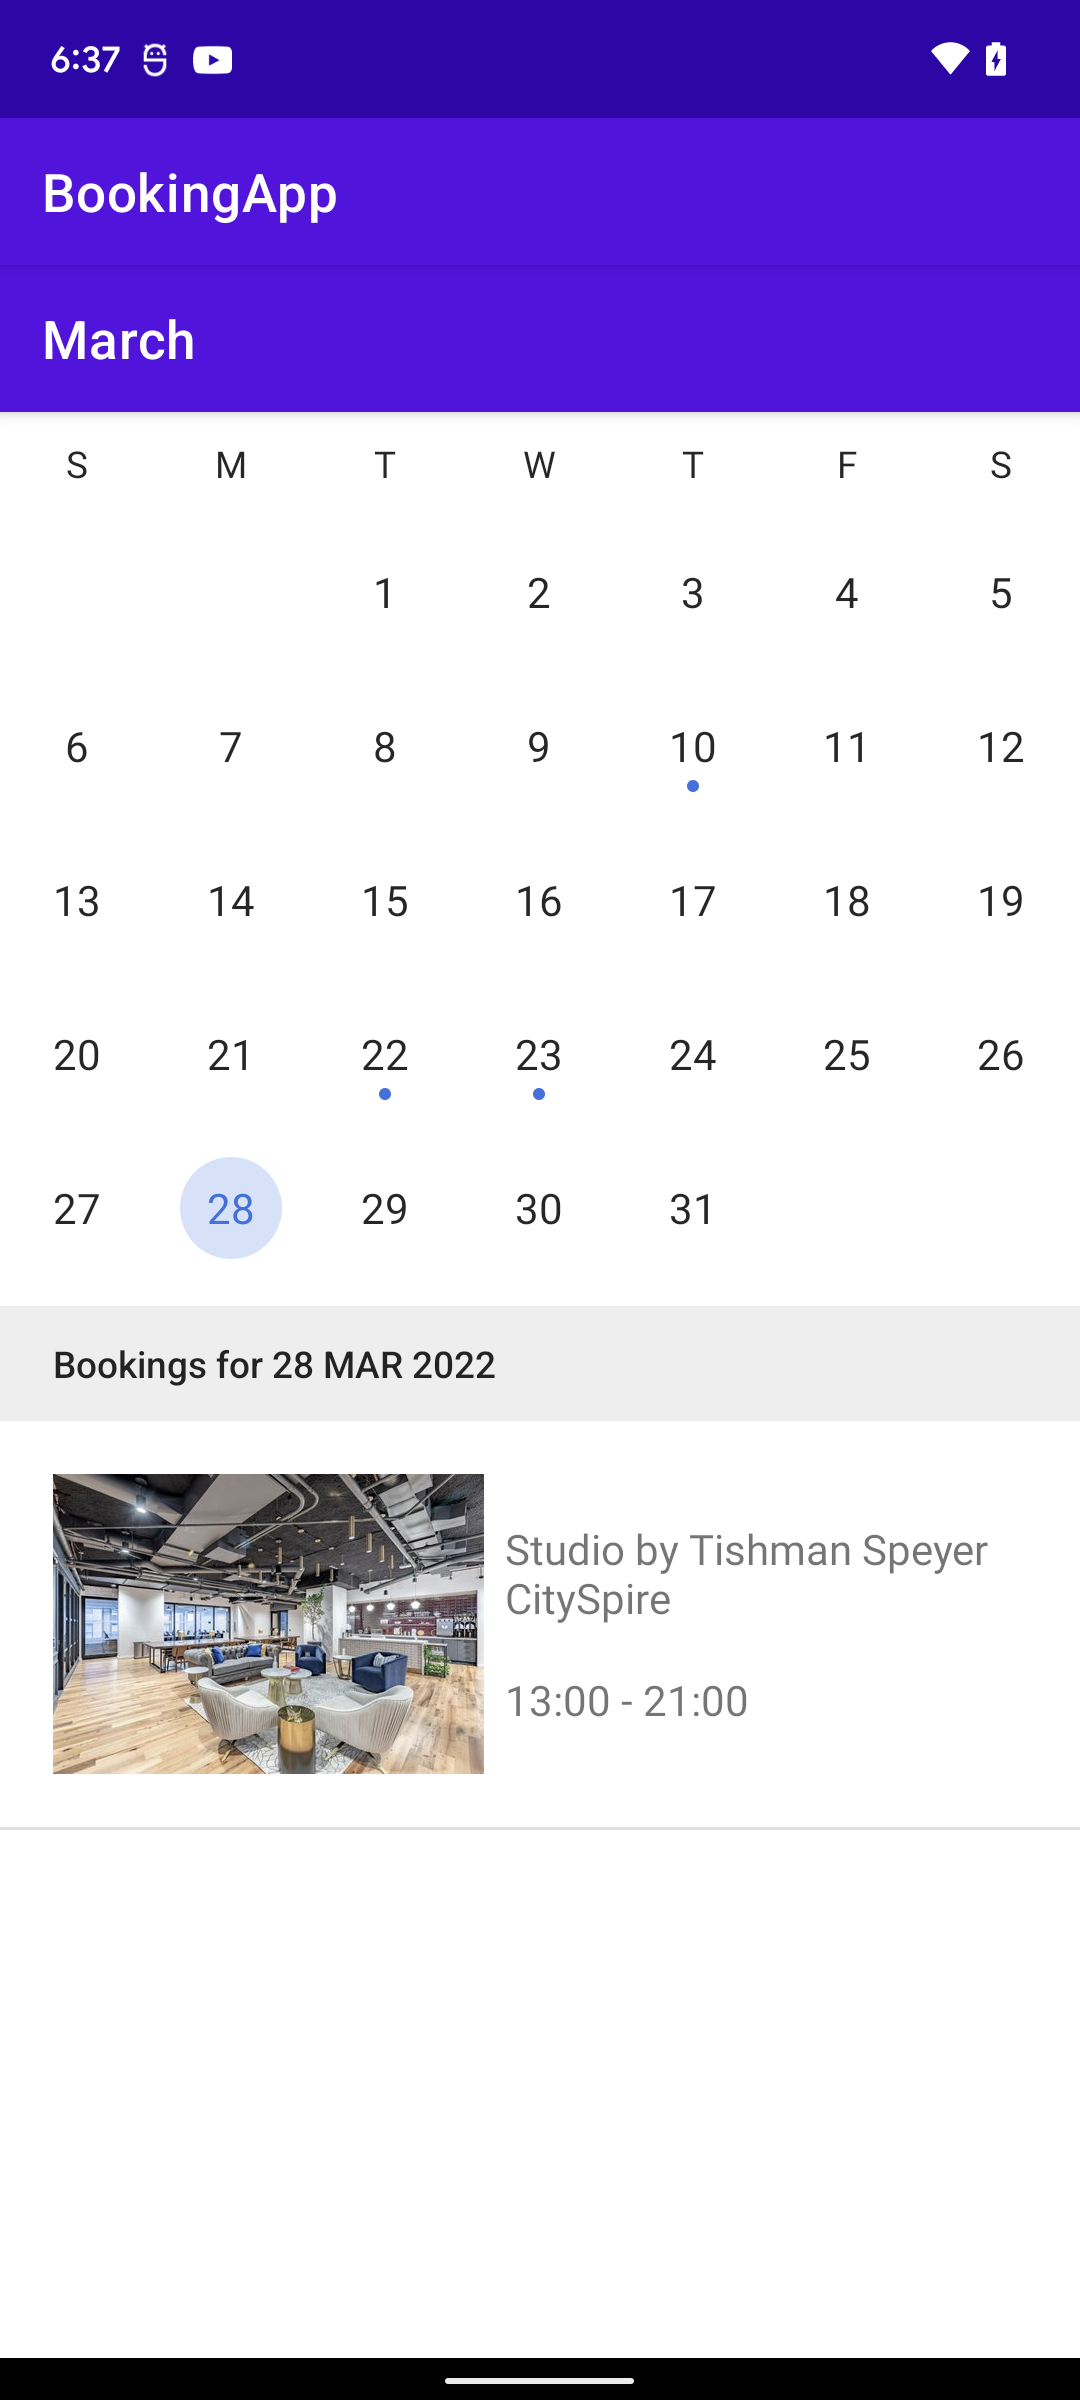 6:37
BookingApp
March
S M T W T F S
1 2 3 4 5
6 7 8 9 10 11 12
13 14 15 16 17 18 19
20 21 22 23 24 25 26
27 28 29 30 31
Bookings for 28 MAR 2022
Studio by Tishman Speyer
CitySpire
13:00 - 21:00